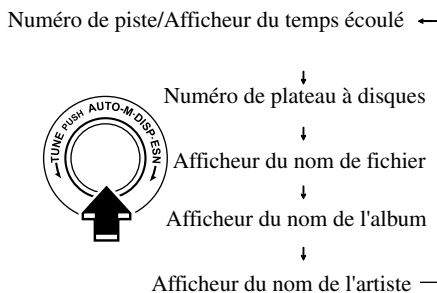 Numéro de piste/Afficheur du temps écoulé
Numéro de plateau à disques
TUNE PUSH AUTO-M·DISP·ESN
Afficheur du nom de fichier
Afficheur du nom de l'album
Afficheur du nom de l'artiste